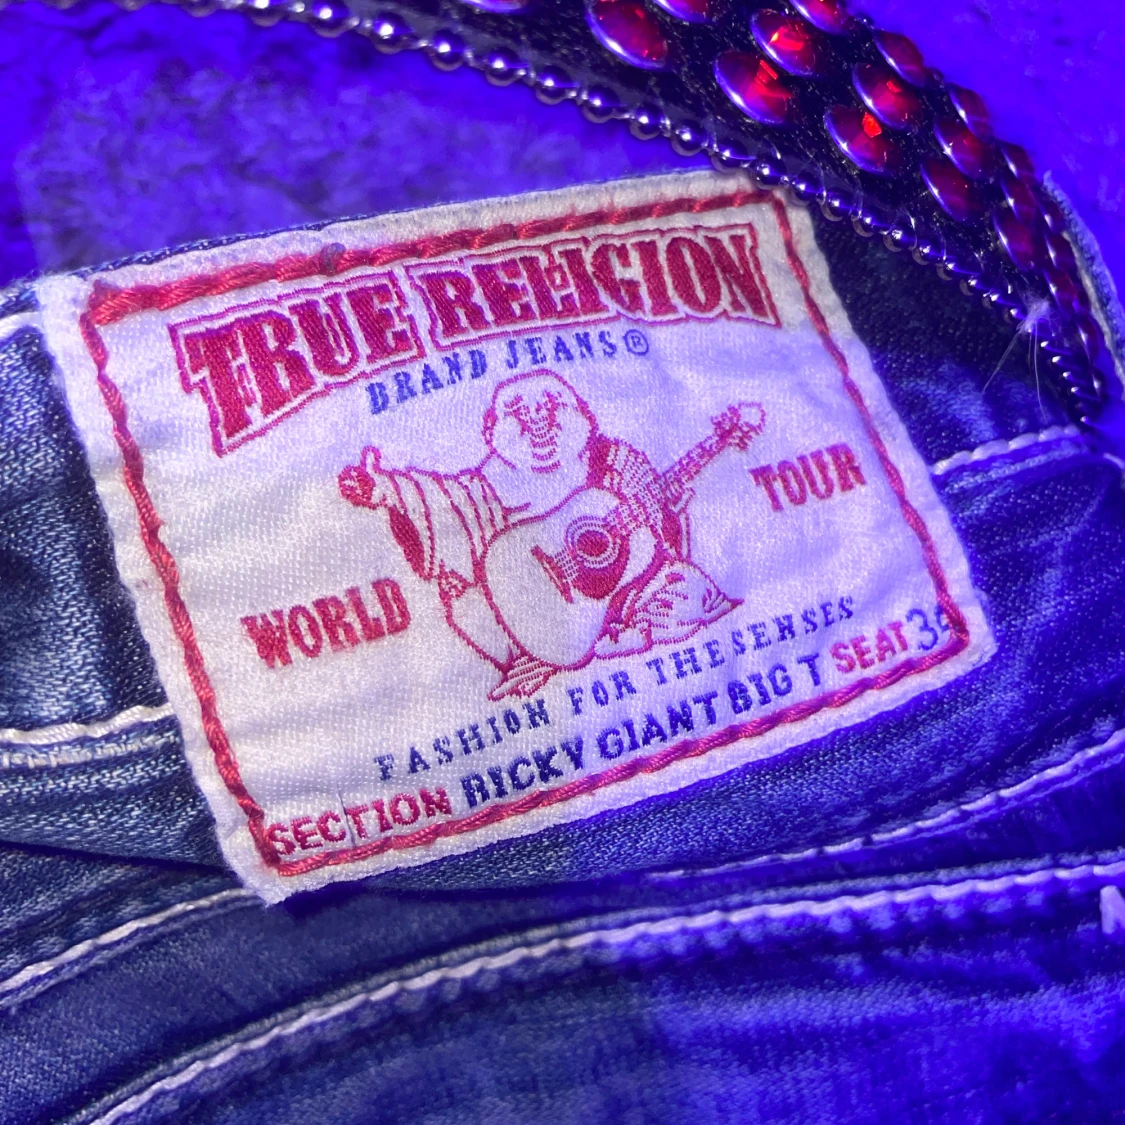 TRUE RELIGION
BRAND JEANS®
WORLD TOUR
FASHION FOR THE SENSES
SECTION RICKY GIANT BIG T SEAT